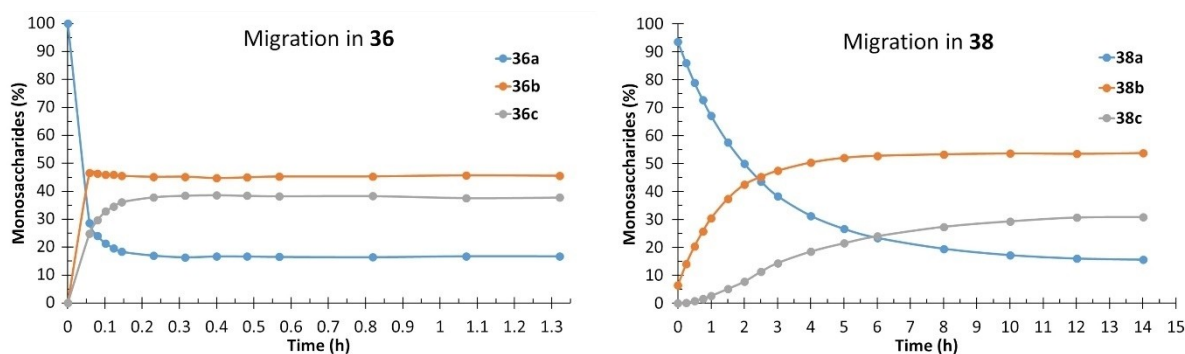 Migration in 36
Monosaccharides (%)
100
90
80
70
60
50
40
30
20
10
0
36a
36b
36c
0 0.1 0.2 0.3 0.4 0.5 0.6 0.7 0.8 0.9 1 1.1 1.2 1.3
Time (h)
Migration in 38
Monosaccharides (%)
100
90
80
70
60
50
40
30
20
10
0
38a
38b
38c
0 1 2 3 4 5 6 7 8 9 10 11 12 13 14 15
Time (h)